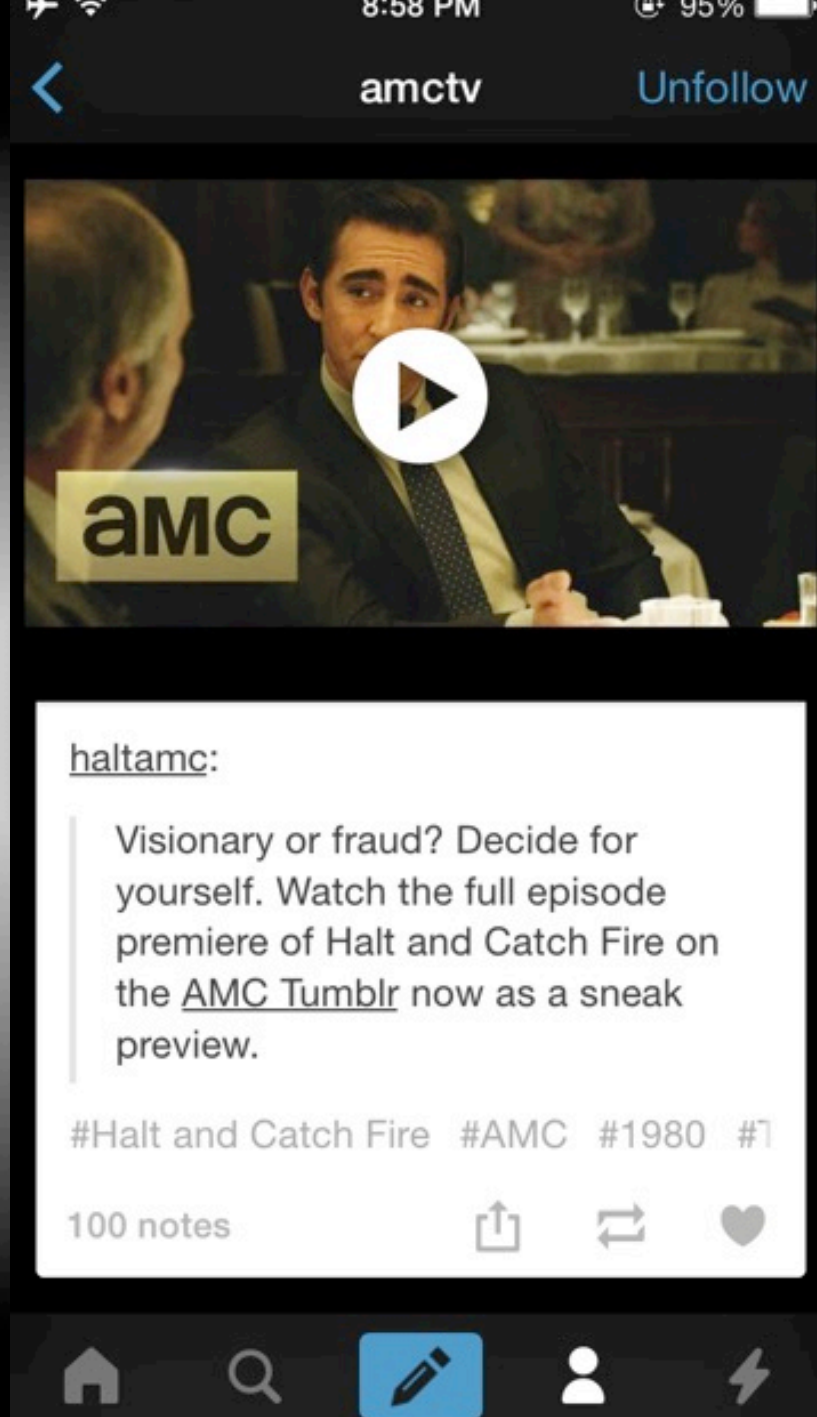 8:58 PM
95%
amctv
Unfollow
aMC
haltamc:
Visionary or fraud? Decide for
yourself. Watch the full episode
premiere of Halt and Catch Fire on
the AMC Tumblr now as a sneak
preview.
#Halt and Catch Fire #AMC #1980
100 notes